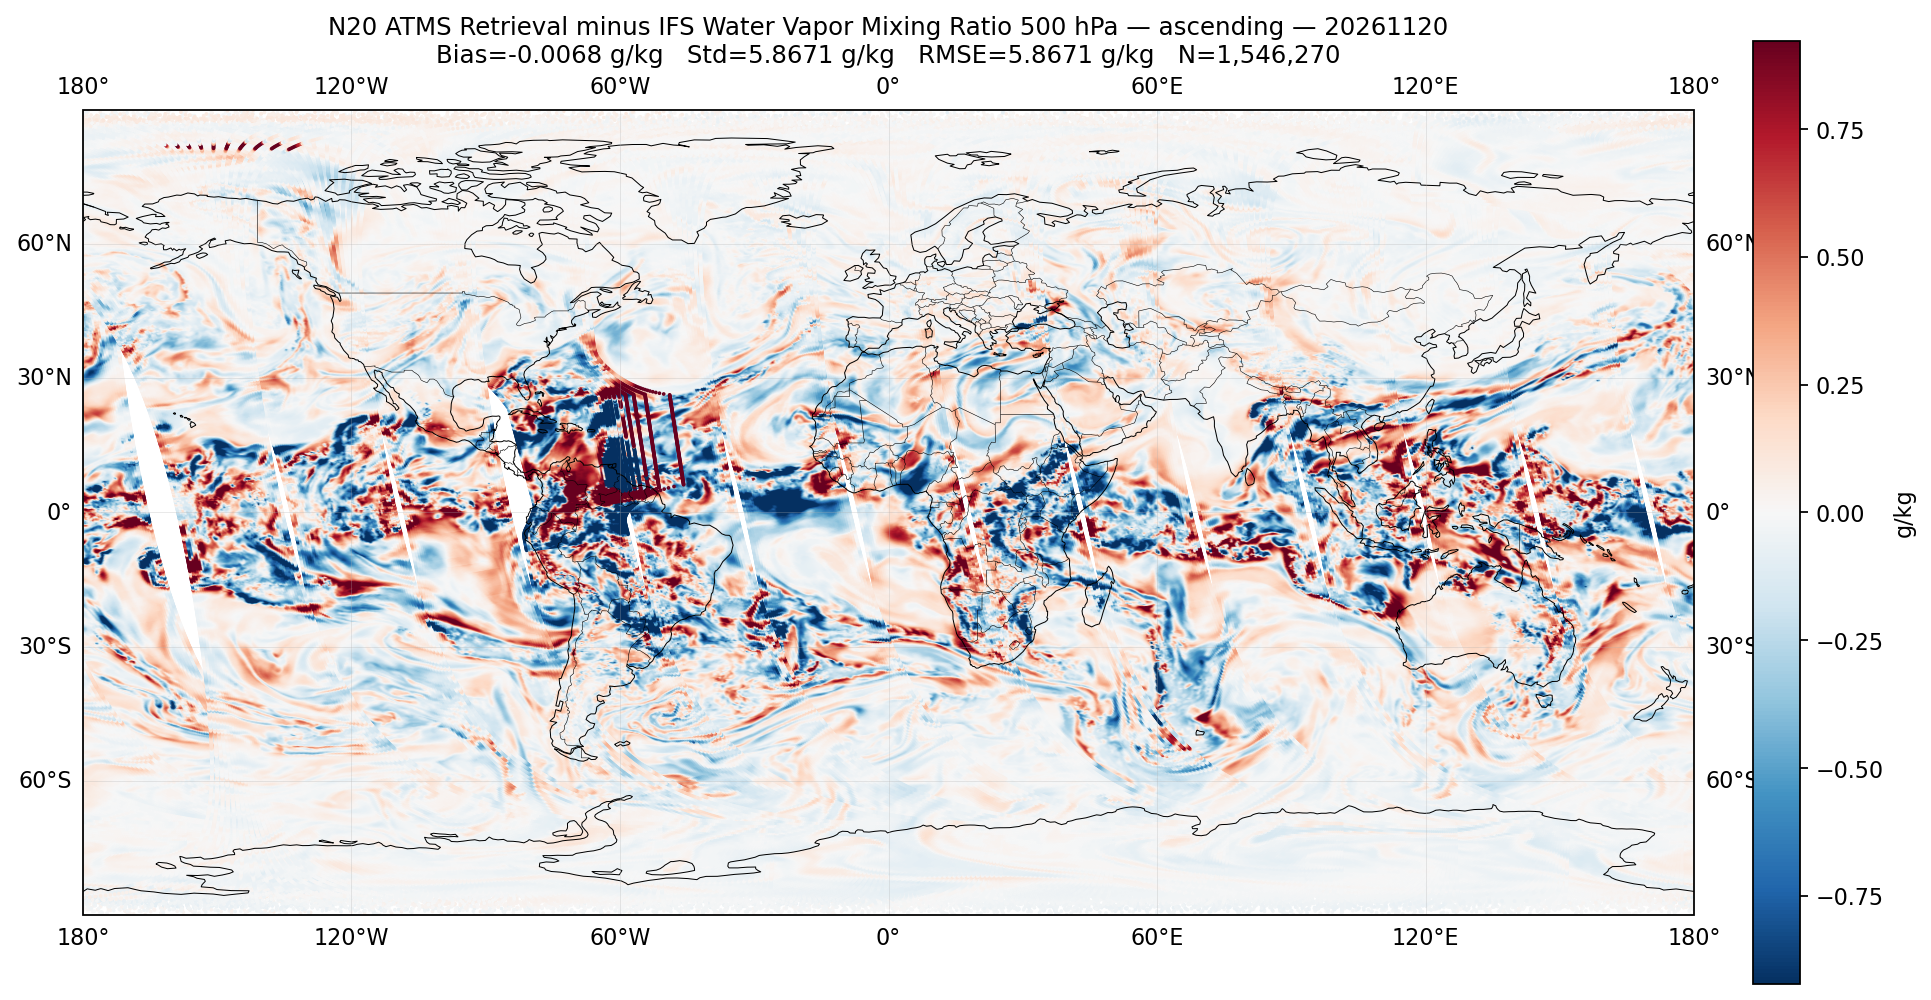 N20 ATMS Retrieval minus IFS Water Vapor Mixing Ratio 500 hPa — ascending — 20261120
Bias=-0.0068 g/kg   Std=5.8671 g/kg   RMSE=5.8671 g/kg   N=1,546,270
180° 120°W 60°W 0° 60°E 120°E 180°
60°N 60°N
30°N 30°N
0° 0°
30°S 30°S
60°S 60°S
180° 120°W 60°W 0° 60°E 120°E 180°
0.75
0.50
0.25
0.00
−0.25
−0.50
−0.75
g/kg